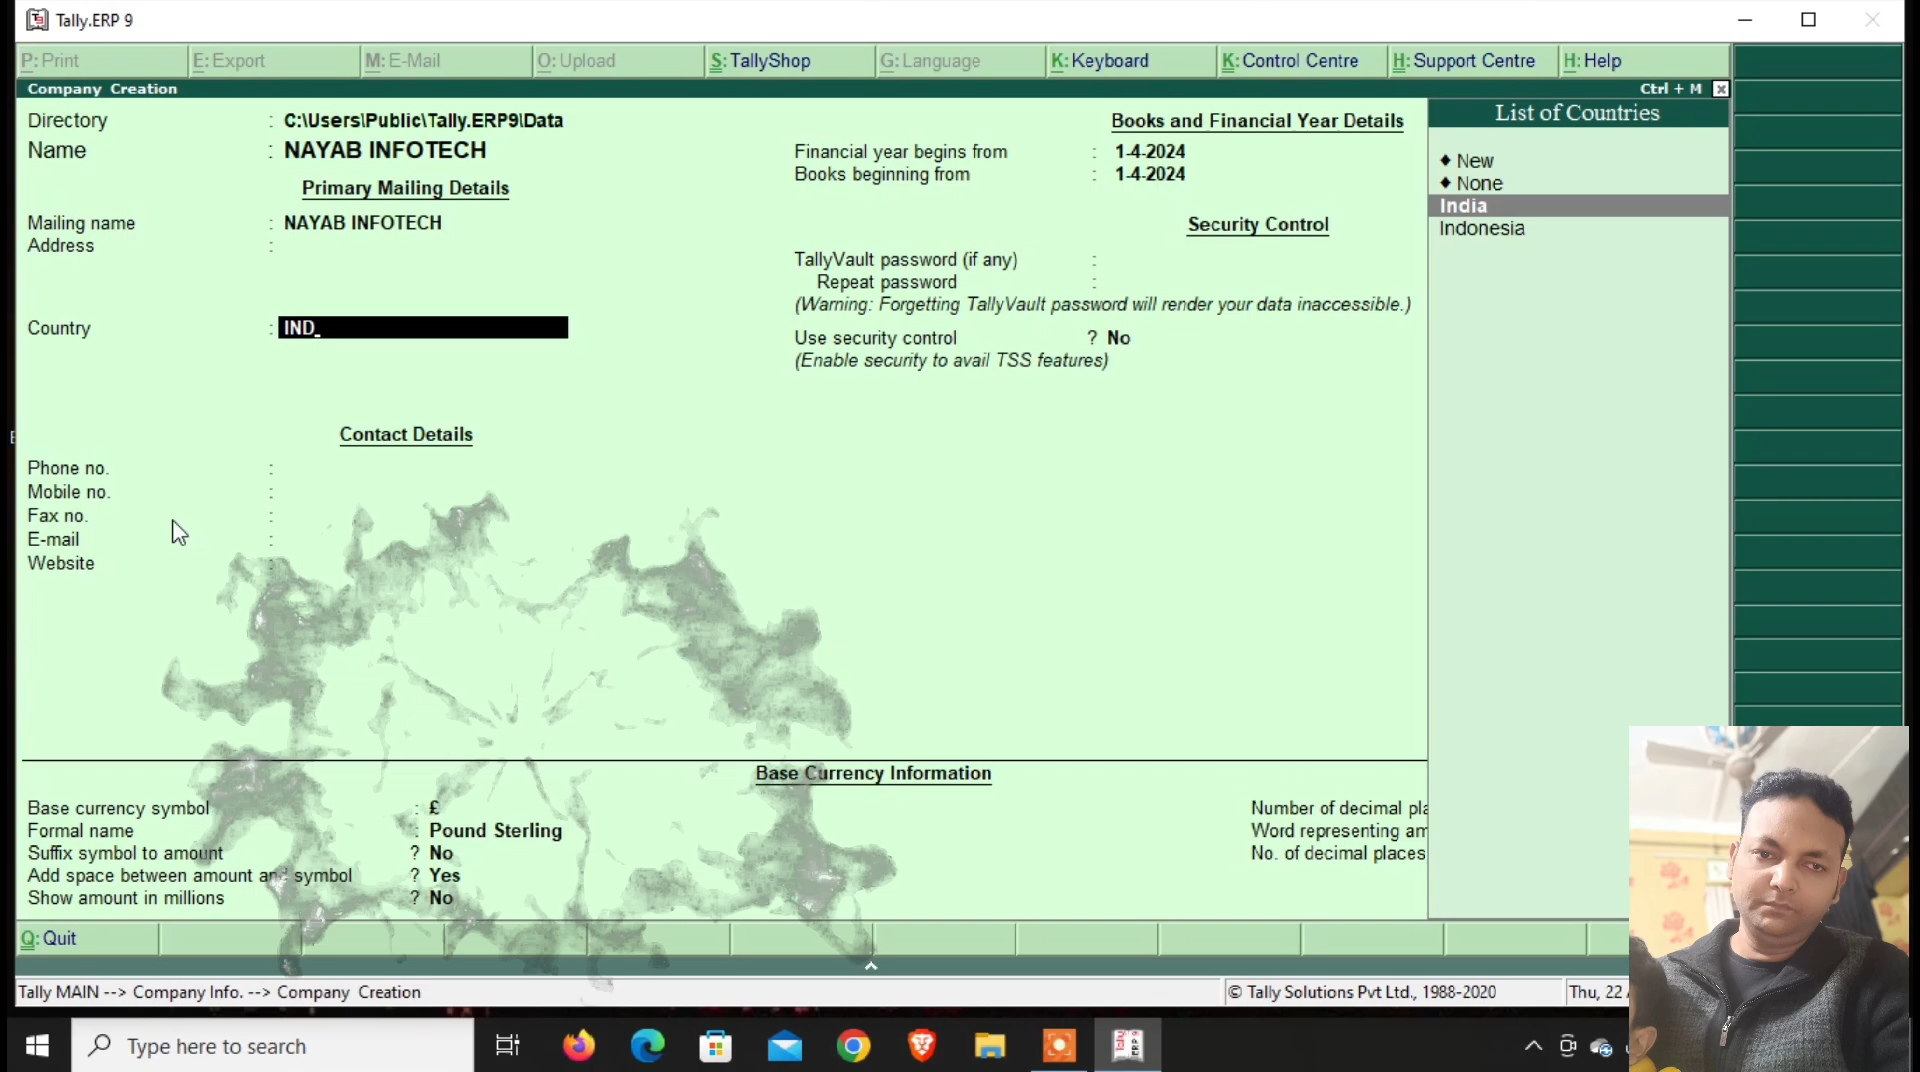 Tally.ERP 9
P: Print E: Export M: E-Mail O: Upload S: TallyShop G: Language K: Keyboard K: Control Centre H: Support Centre H: Help
Company Creation Ctrl + M
Directory : C:\Users\Public\Tally.ERP9\Data
Name : NAYAB INFOTECH
Primary Mailing Details
Mailing name : NAYAB INFOTECH
Address :
Country : IND_
Contact Details
Phone no. :
Mobile no. :
Fax no. :
E-mail :
Website :
Books and Financial Year Details
Financial year begins from : 1-4-2024
Books beginning from : 1-4-2024
Security Control
TallyVault password (if any) :
Repeat password :
(Warning: Forgetting TallyVault password will render your data inaccessible.)
Use security control ? No
(Enable security to avail TSS features)
List of Countries
♦ New
♦ None
India
Indonesia
Base Currency Information
Base currency symbol : £
Formal name : Pound Sterling
Suffix symbol to amount ? No
Add space between amount and symbol ? Yes
Show amount in millions ? No
Number of decimal pla
Word representing am
No. of decimal places
Q: Quit
Tally MAIN --> Company Info. --> Company Creation © Tally Solutions Pvt Ltd., 1988-2020 Thu, 22
Type here to search